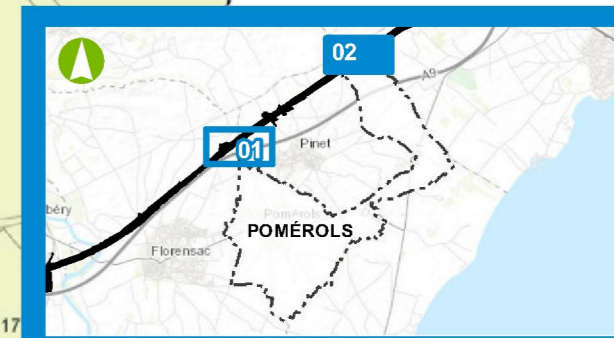 02
A9
01
Pinet
béry
Pomérols
POMÉROLS
Florensac
17